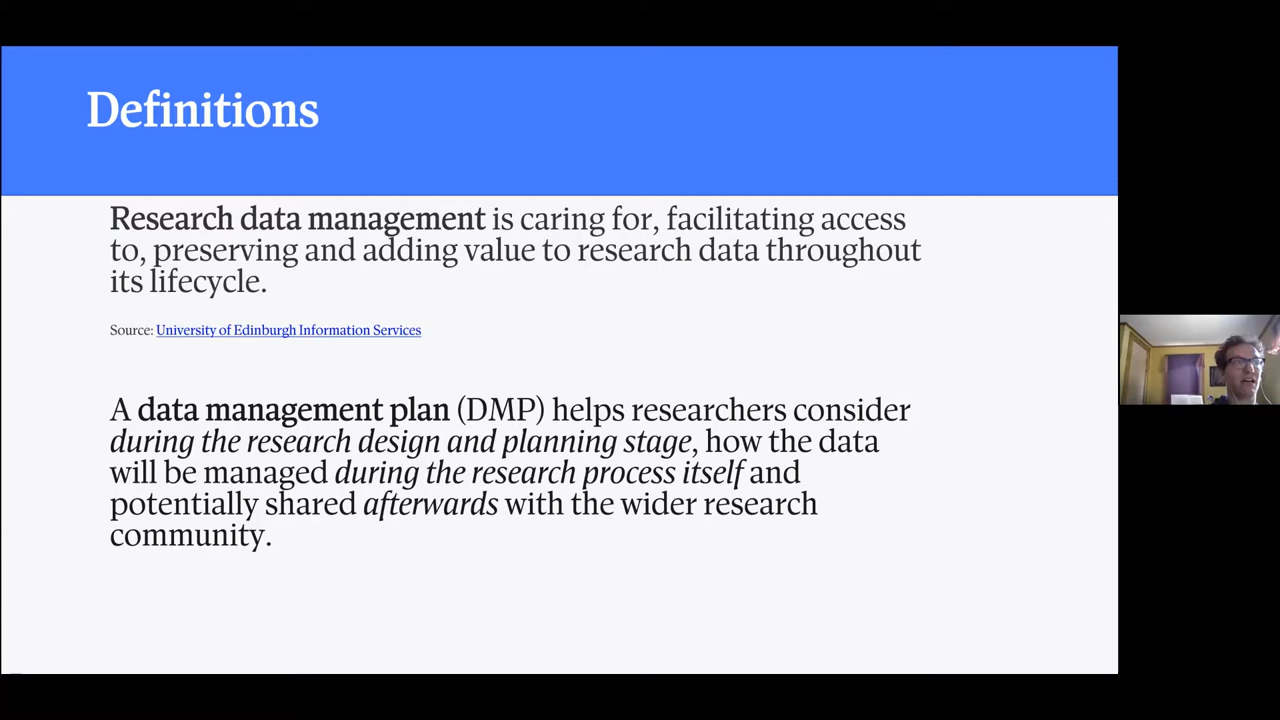 Definitions
Research data management is caring for, facilitating access
to, preserving and adding value to research data throughout
its lifecycle.
Source: University of Edinburgh Information Services
A data management plan (DMP) helps researchers consider
during the research design and planning stage, how the data
will be managed during the research process itself and
potentially shared afterwards with the wider research
community.